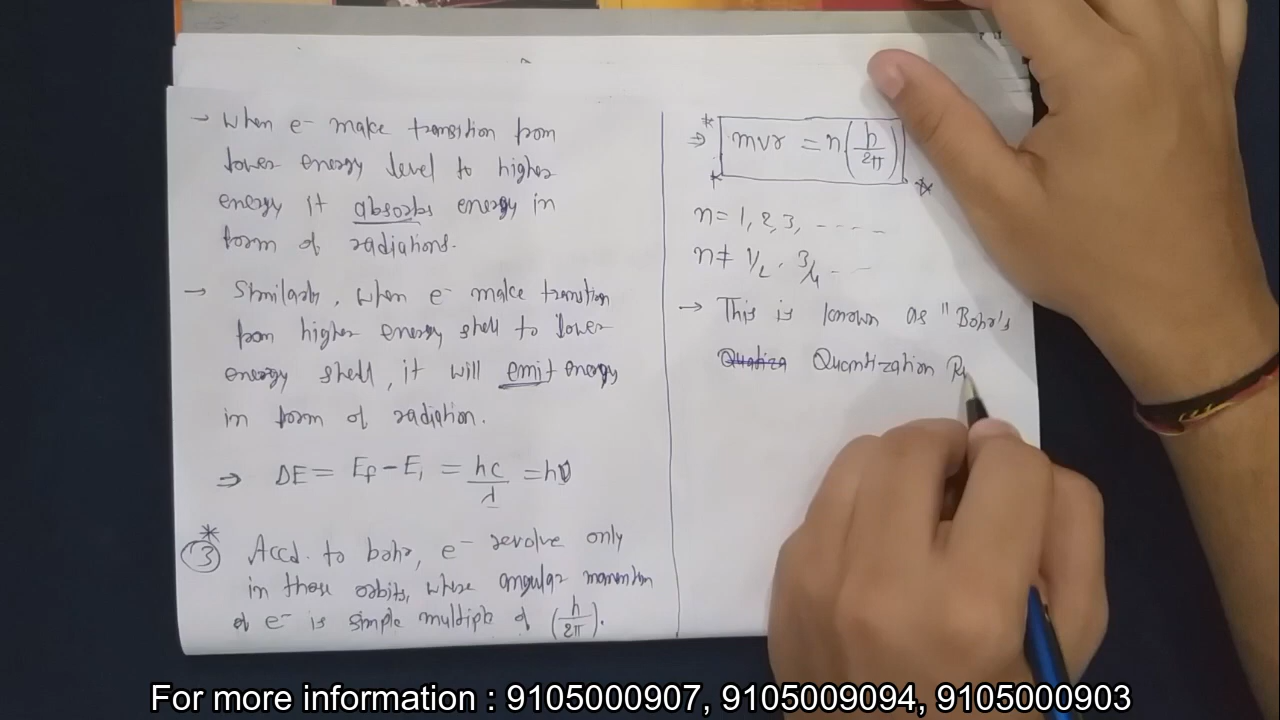 → When e- make transition from
lower energy level to higher
energy it absorbs energy in
form of radiations.
→ Similarly, when e- make transition
from higher energy shell to lower
energy shell, it will emit energy
in form of radiation.
⇒ ΔE = Ef - Ei = hc/λ = hν
* (3) Accd. to bohr, e- revolve only
in those orbits, where angular momentum
of e- is simple multiple of (h/2π).
* ⇒ mvr = n(h/2π) * *
n = 1, 2, 3, - - - -
n ≠ 1/2, 3/4 - -
→ This is known as "Bohr's
Quantization
For more information : 9105000907, 9105009094, 9105000903